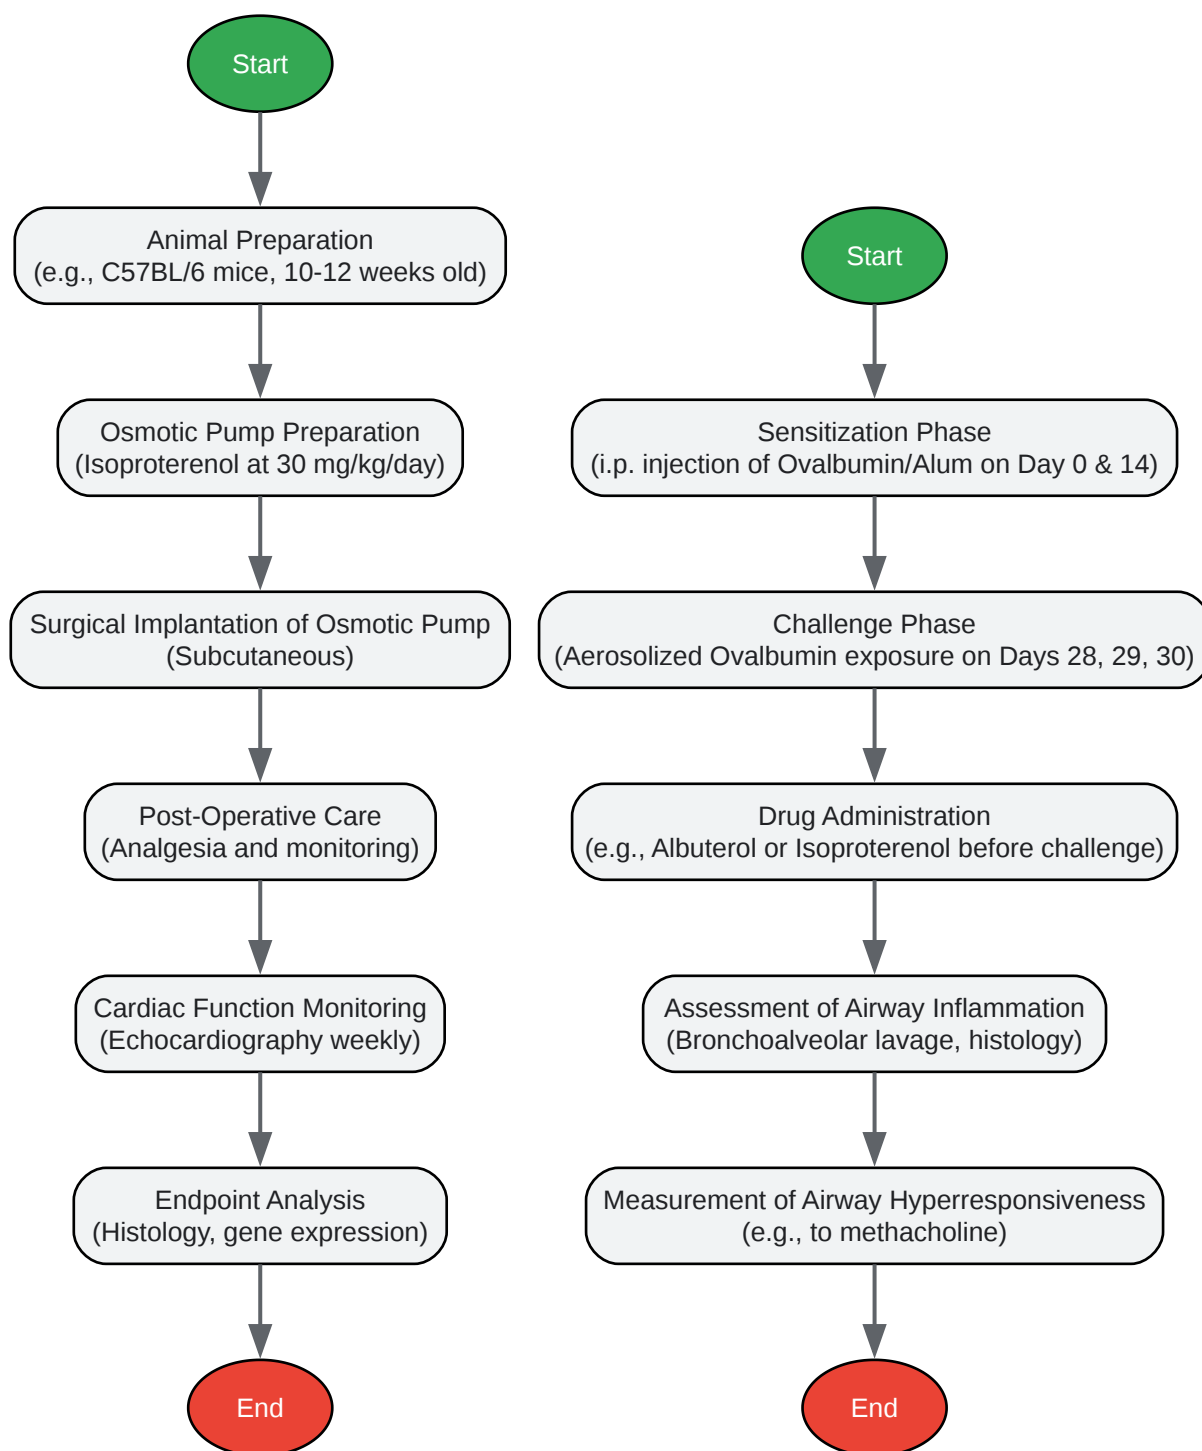 Start
Animal Preparation
(e.g., C57BL/6 mice, 10-12 weeks old)
Osmotic Pump Preparation
(Isoproterenol at 30 mg/kg/day)
Surgical Implantation of Osmotic Pump
(Subcutaneous)
Post-Operative Care
(Analgesia and monitoring)
Cardiac Function Monitoring
(Echocardiography weekly)
Endpoint Analysis
(Histology, gene expression)
End
Start
Sensitization Phase
(i.p. injection of Ovalbumin/Alum on Day 0 & 14)
Challenge Phase
(Aerosolized Ovalbumin exposure on Days 28, 29, 30)
Drug Administration
(e.g., Albuterol or Isoproterenol before challenge)
Assessment of Airway Inflammation
(Bronchoalveolar lavage, histology)
Measurement of Airway Hyperresponsiveness
(e.g., to methacholine)
End